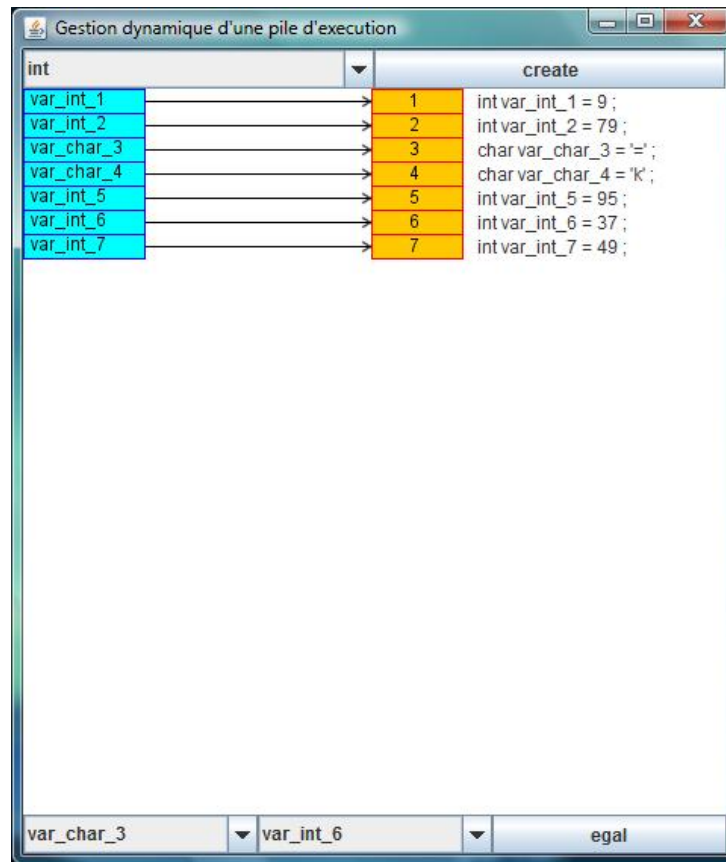 Gestion dynamique d'une pile d'execution
int create
var_int_1 1 int var_int_1 = 9 ;
var_int_2 2 int var_int_2 = 79 ;
var_char_3 3 char var_char_3 = '=' ;
var_char_4 4 char var_char_4 = 'k' ;
var_int_5 5 int var_int_5 = 95 ;
var_int_6 6 int var_int_6 = 37 ;
var_int_7 7 int var_int_7 = 49 ;
var_char_3 var_int_6 egal